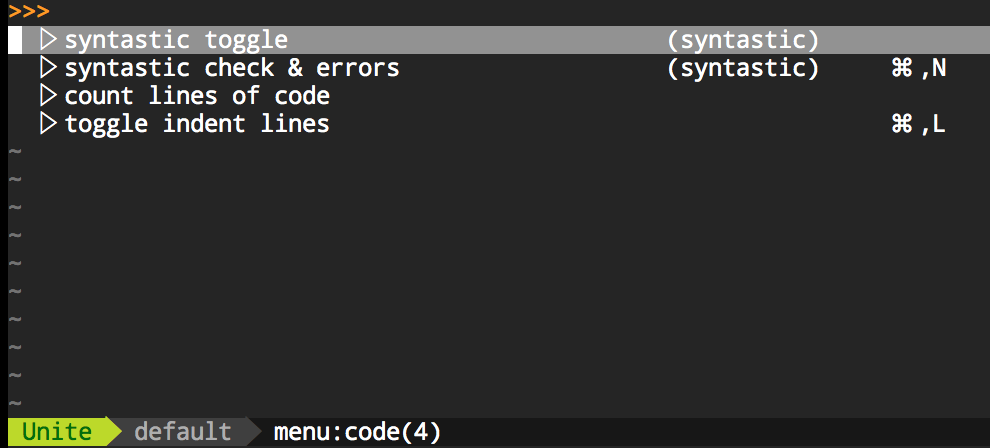 >>>
▷ syntastic toggle (syntastic)
▷ syntastic check & errors (syntastic) ⌘ ,N
▷ count lines of code
▷ toggle indent lines ⌘ ,L
~
~
~
~
~
~
~
~
~
~
Unite default menu:code(4)